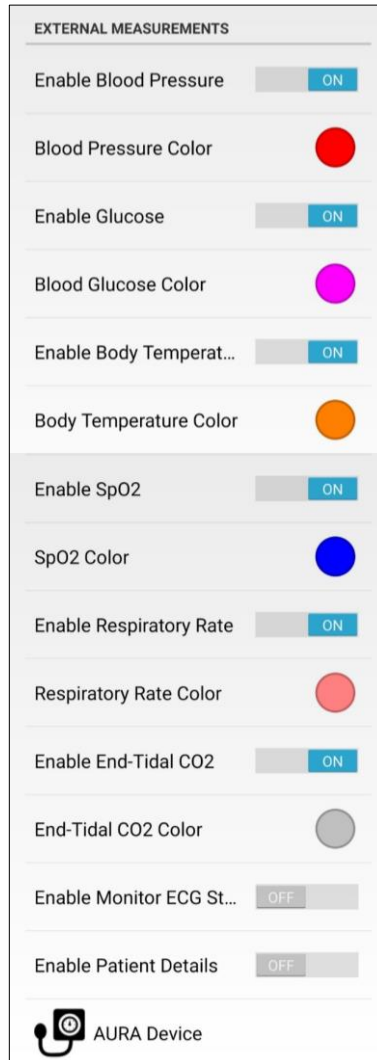 EXTERNAL MEASUREMENTS
Enable Blood Pressure ON
Blood Pressure Color
Enable Glucose ON
Blood Glucose Color
Enable Body Temperat... ON
Body Temperature Color
Enable SpO2 ON
SpO2 Color
Enable Respiratory Rate ON
Respiratory Rate Color
Enable End-Tidal CO2 ON
End-Tidal CO2 Color
Enable Monitor ECG St... OFF
Enable Patient Details OFF
AURA Device